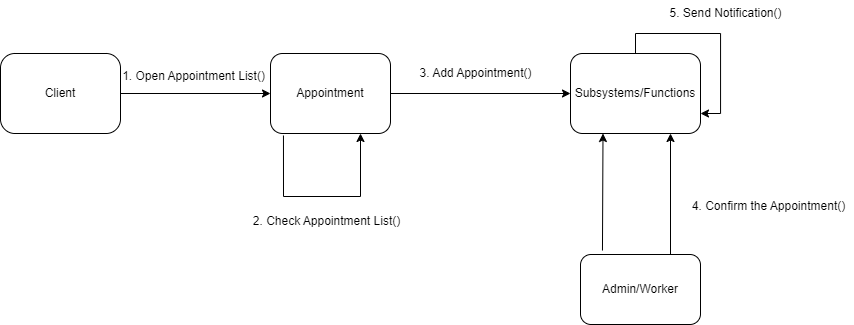 5. Send Notification()
1. Open Appointment List()
3. Add Appointment()
Client
Appointment
Subsystems/Functions
2. Check Appointment List()
4. Confirm the Appointment()
Admin/Worker